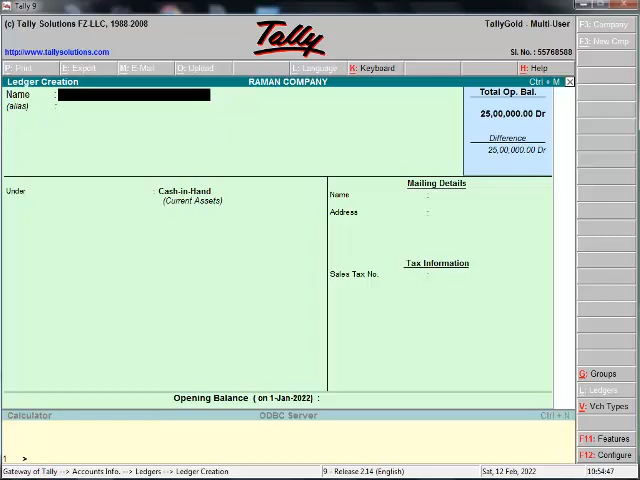 Tally 9
(c) Tally Solutions FZ-LLC, 1988-2008
Tally
TallyGold - Multi-User
http://www.tallysolutions.com
Sl. No. : 55768588
F3: Company
F3: New Cmp
P: Print
E: Export
M: E-Mail
O: Upload
L: Language
K: Keyboard
H: Help
Ledger Creation
RAMAN COMPANY
Ctrl + M
Name :
(alias) :
Total Op. Bal.
25,00,000.00 Dr
Difference
25,00,000.00 Dr
Under : Cash-in-Hand
(Current Assets)
Mailing Details
Name :
Address :
Tax Information
Sales Tax No. :
Opening Balance ( on 1-Jan-2022) :
G: Groups
L: Ledgers
V: Vch Types
F11: Features
F12: Configure
Calculator
ODBC Server
Ctrl + N
1 >
Gateway of Tally --> Accounts Info. --> Ledgers --> Ledger Creation
9 - Release 2.14 (English)
Sat, 12 Feb, 2022
10:54:47